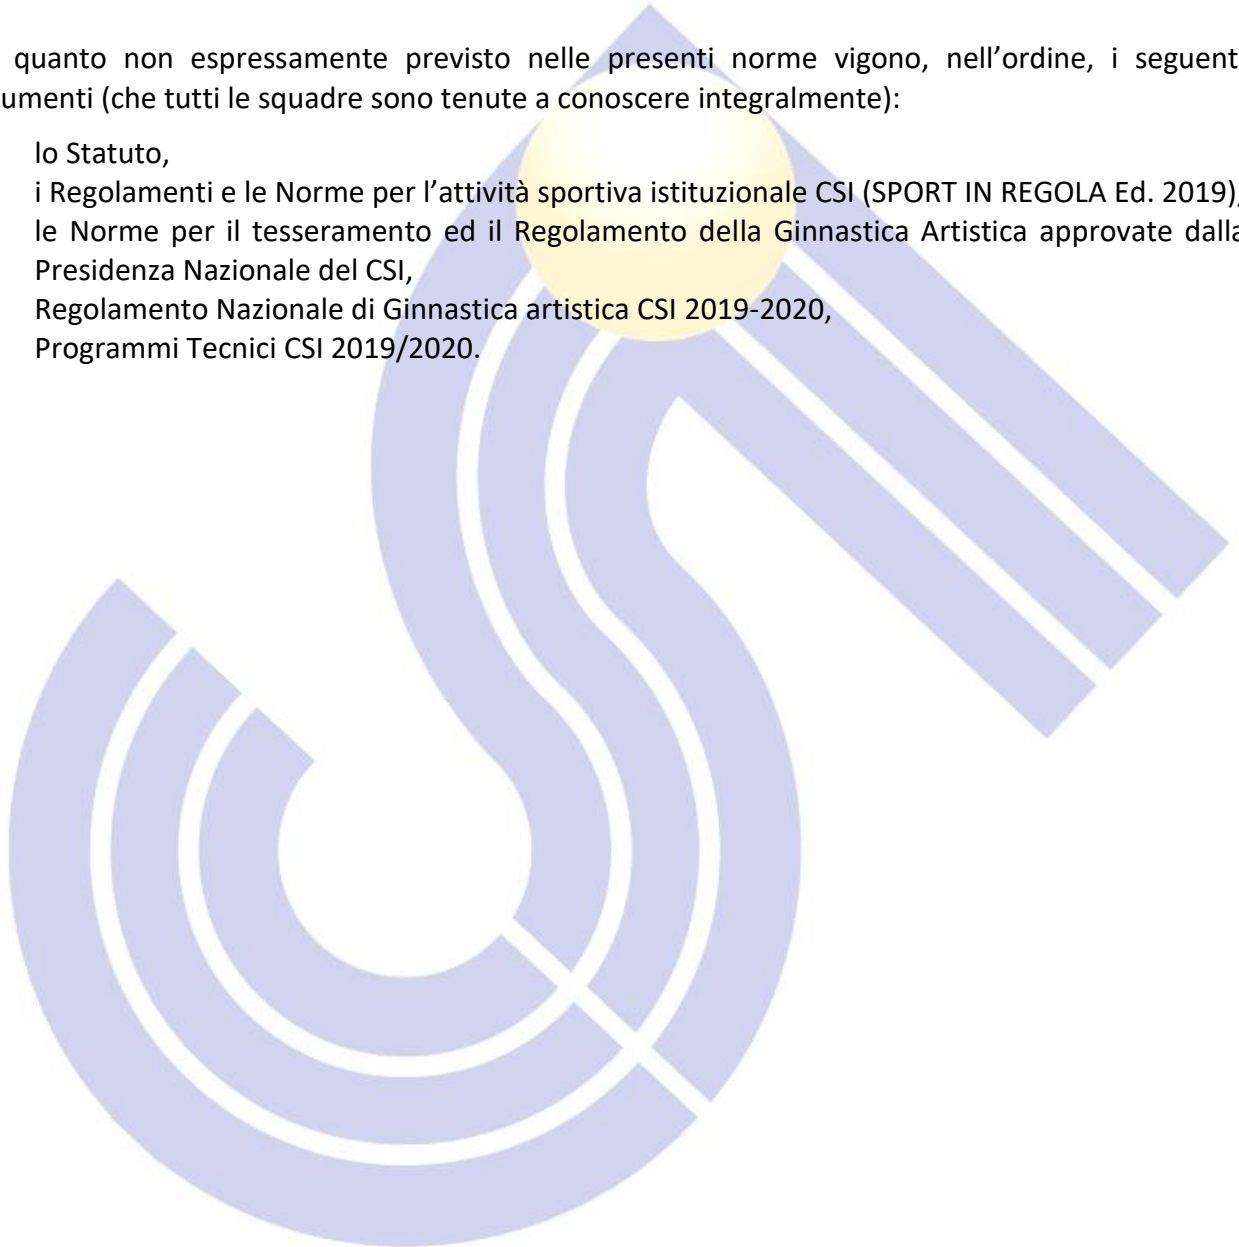 quanto non espressamente previsto nelle presenti norme vigono, nell'ordine, i seguent
umenti (che tutti le squadre sono tenute a conoscere integralmente):
lo Statuto,
i Regolamenti e le Norme per l'attività sportiva istituzionale CSI (SPORT IN REGOLA Ed. 2019),
le Norme per il tesseramento ed il Regolamento della Ginnastica Artistica approvate dalla
Presidenza Nazionale del CSI,
Regolamento Nazionale di Ginnastica artistica CSI 2019-2020,
Programmi Tecnici CSI 2019/2020.